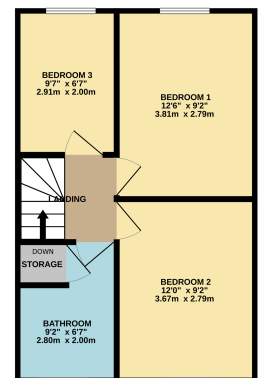 BEDROOM 3
9'7" x 6'7"
2.91m x 2.00m
BEDROOM 1
12'6" x 9'2"
3.81m x 2.79m
LANDING
DOWN
STORAGE
BEDROOM 2
12'0" x 9'2"
3.67m x 2.79m
BATHROOM
9'2" x 6'7"
2.80m x 2.00m